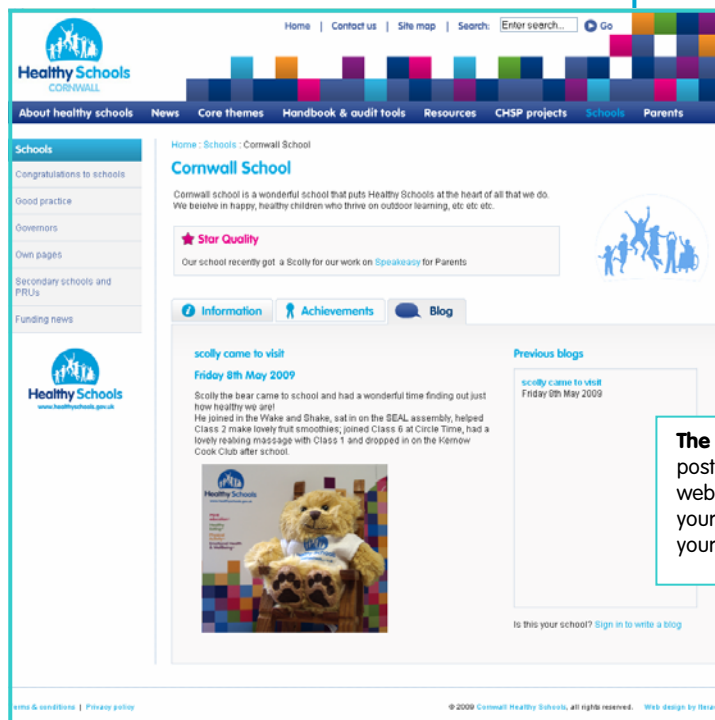 Home | Contact us | Site map | Search: Enter search... Go
Healthy Schools
CORNWALL
About healthy schools News Core themes Handbook & audit tools Resources CHSP projects Schools Parents
Schools
Congratulations to schools
Good practice
Governors
Own pages
Secondary schools and
PRUs
Funding news
Healthy Schools
www.healthyschools.gov.uk
Home : Schools : Cornwall School
Cornwall School
Cornwall school is a wonderful school that puts Healthy Schools at the heart of all that we do.
We beleive in happy, healthy children who thrive on outdoor learning, etc etc etc.
Star Quality
Our school recently got a Scolly for our work on Speakeasy for Parents
Information Achievements Blog
scolly came to visit
Friday 8th May 2009
Scolly the bear came to school and had a wonderful time finding out just
how healthy we are!
He joined in the Wake and Shake, sat in on the SEAL assembly, helped
Class 2 make lovely fruit smoothies; joined Class 6 at Circle Time, had a
lovely realxing massage with Class 1 and dropped in on the Kernow
Cook Club after school.
Healthy Schools
Previous blogs
scolly came to visit
Friday 8th May 2009
The
post
web
your
your
Is this your school? Sign in to write a blog
erms & conditions | Privacy policy
© 2009 Cornwall Healthy Schools, all rights reserved. Web design by